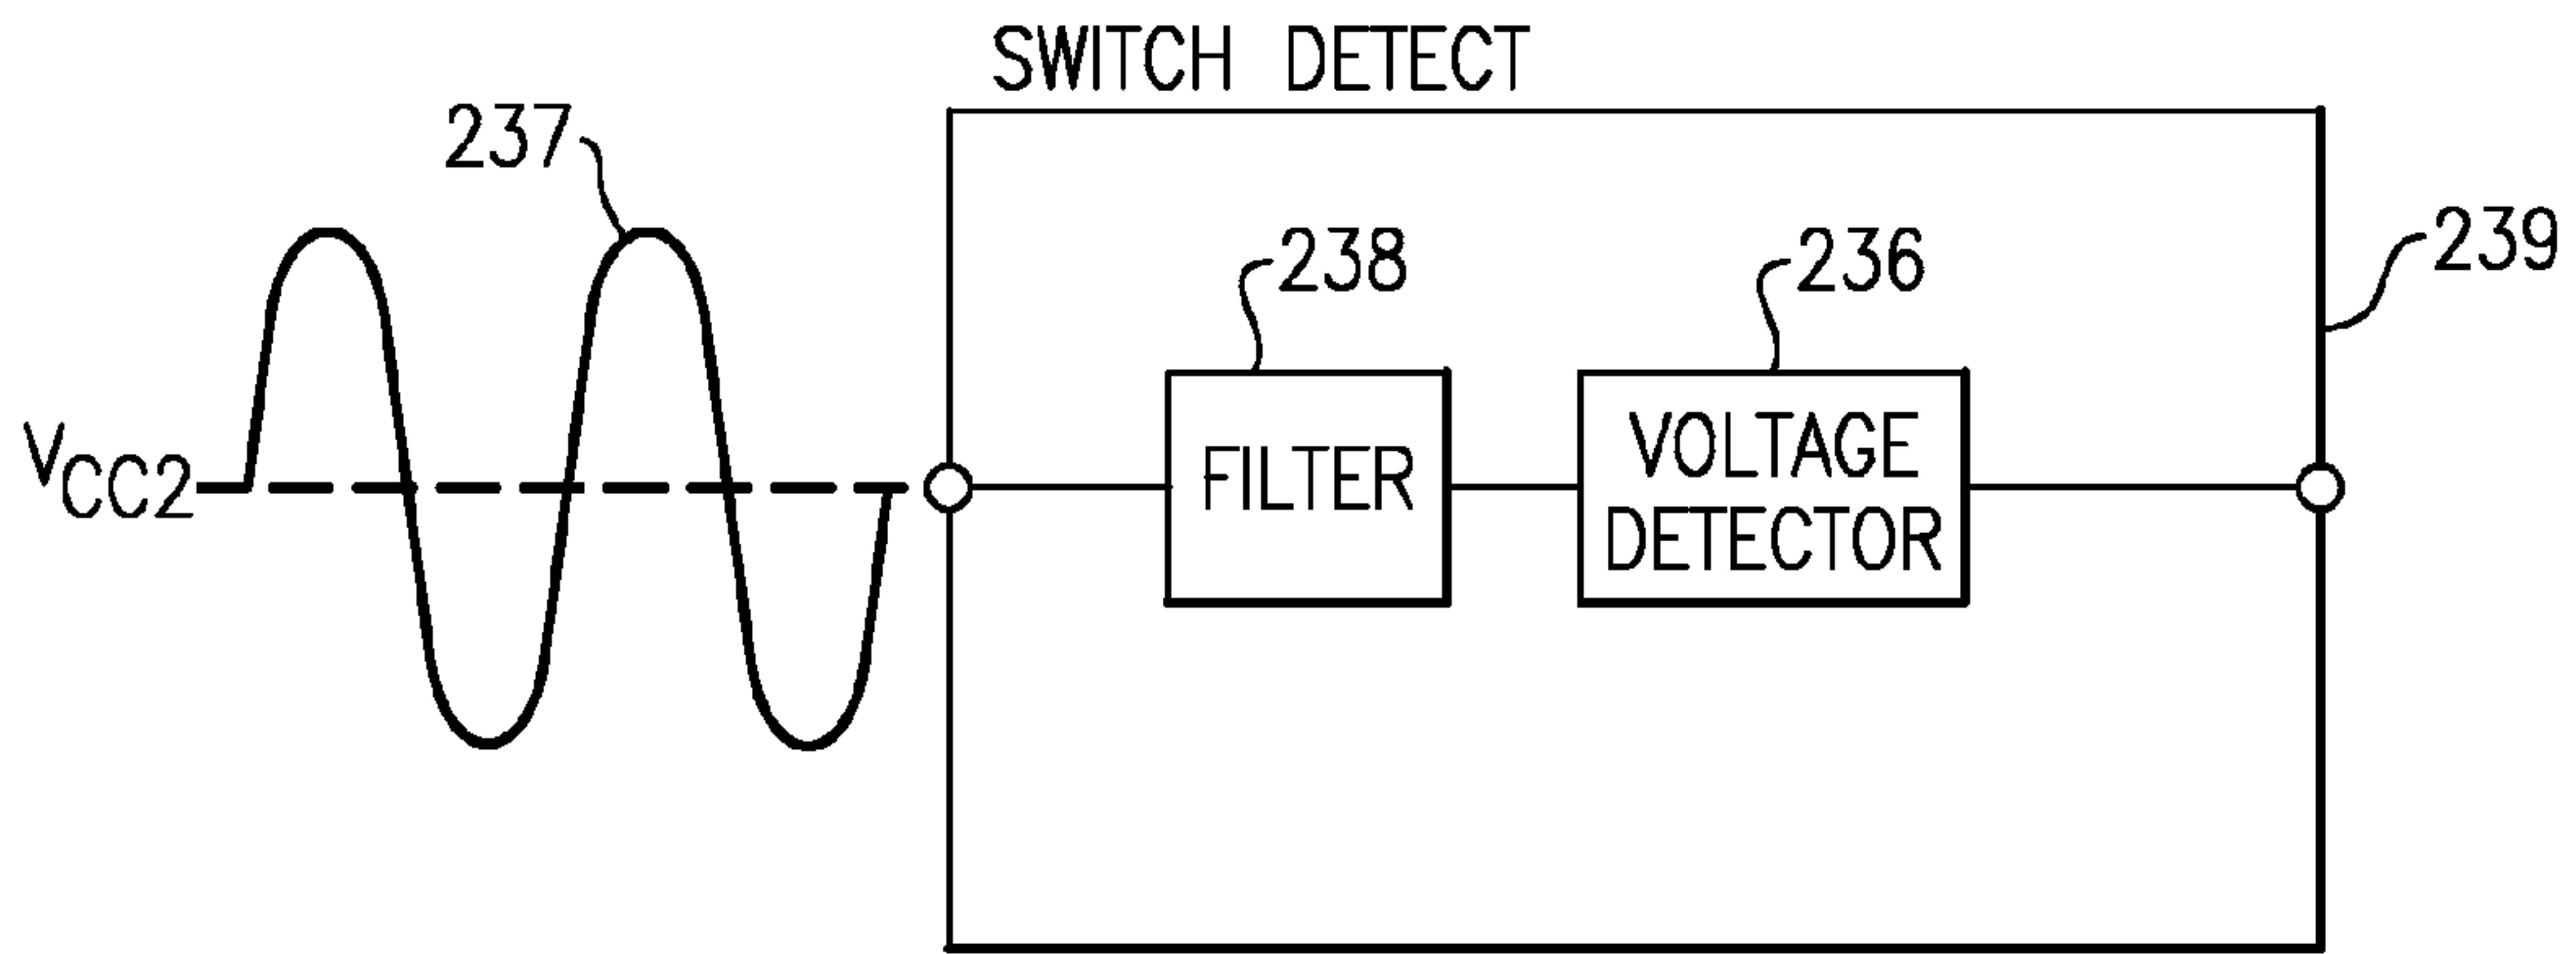 SWITCH DETECT
237
238
236
239
VCC2
FILTER
VOLTAGE
DETECTOR